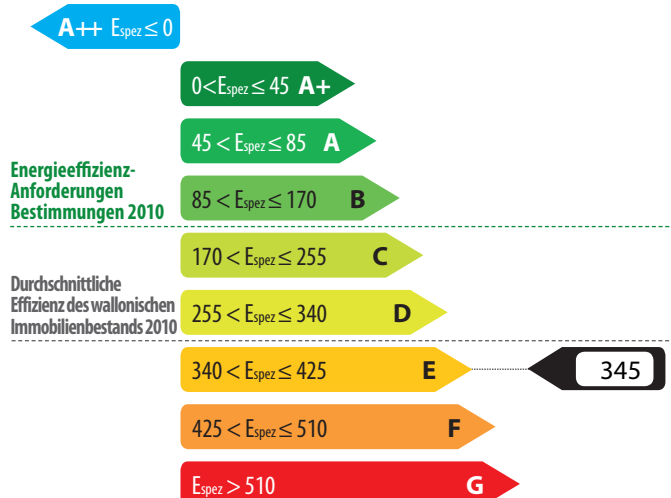 A++ Espez ≤ 0
0<Espez ≤ 45 A+
45 < Espez ≤ 85 A
Energieeffizienz-
Anforderungen
Bestimmungen 2010
85 < Espez ≤ 170 B
170 < Espez ≤ 255 C
Durchschnittliche
Effizienz des wallonischen
Immobilienbestands 2010
255 < Espez ≤ 340 D
340 < Espez ≤ 425 E
345
425 < Espez ≤ 510 F
Espez > 510 G